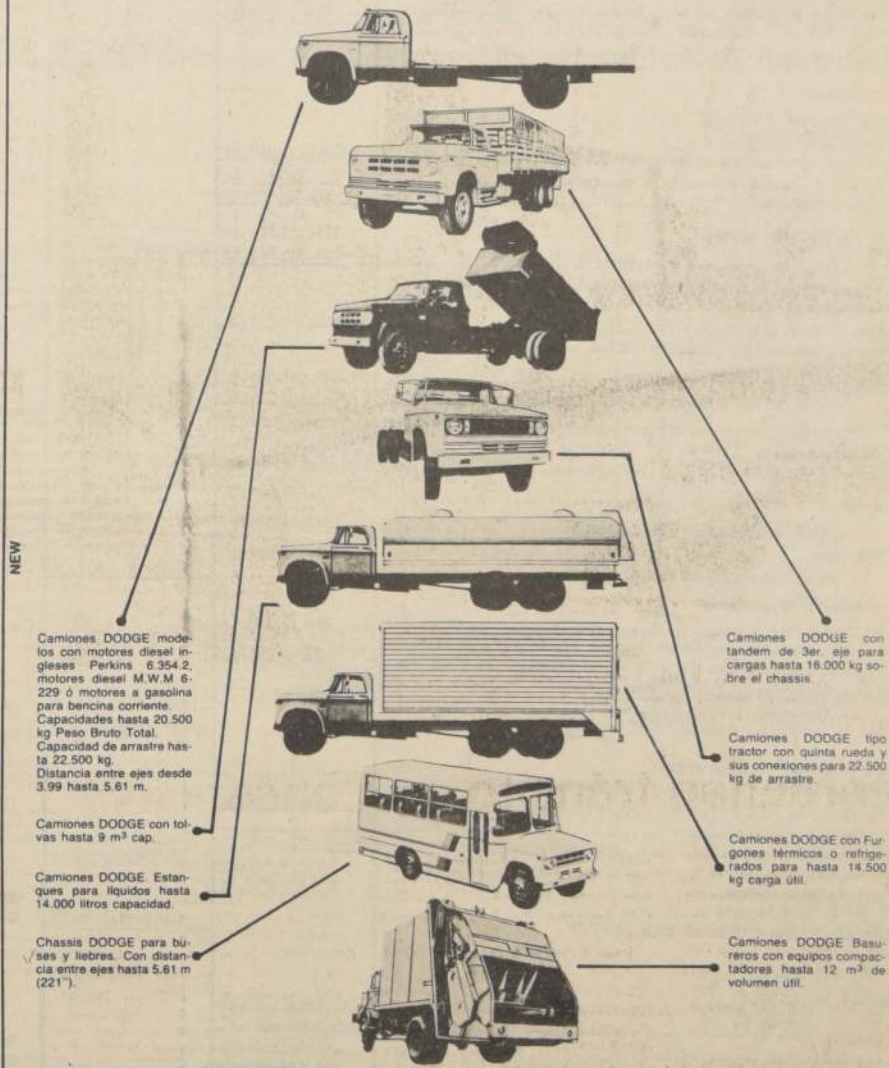 NEW
Camiones DODGE mode-
los con motores diesel in-
gleses Perkins 6.354.2,
motores diesel M.W.M 6-
229 ó motores a gasolina
para bencina corriente.
Capacidades hasta 20.500
kg Peso Bruto Total.
Capacidad de arrastre has-
ta 22.500 kg.
Distancia entre ejes desde
3.99 hasta 5.61 m.
Camiones DODGE con tol-
vas hasta 9 m³ cap.
Camiones DODGE. Estan-
ques para líquidos hasta
14.000 litros capacidad.
Chassis DODGE para bu-
ses y liebres. Con distan-
cia entre ejes hasta 5.61 m
(221").
Camiones DODGE con
tandem de 3er. eje para
cargas hasta 16.000 kg so-
bre el chassis.
Camiones DODGE tipo
tractor con quinta rueda y
sus conexiones para 22.500
kg de arrastre.
Camiones DODGE con Fur-
gones térmicos o refrige-
rados para hasta 14.500
kg carga útil.
Camiones DODGE Basu-
reros con equipos compac-
tadores hasta 12 m³ de
volumen útil.